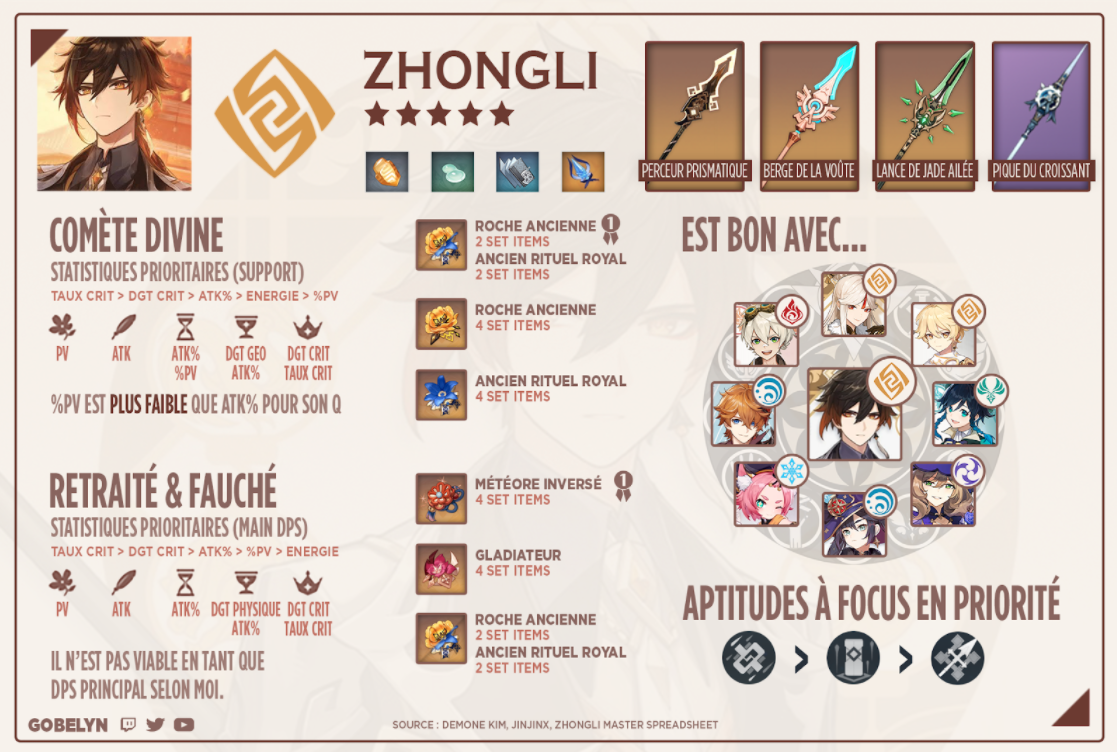 ZHONGLI
PERCEUR PRISMATIQUE
BERGE DE LA VOÛTE
LANCE DE JADE AILÉE
PIQUE DU CROISSANT
COMÈTE DIVINE
STATISTIQUES PRIORITAIRES (SUPPORT)
TAUX CRIT > DGT CRIT > ATK% > ENERGIE > %PV
PV
ATK
ATK%
%PV
DGT GEO
ATK%
DGT CRIT
TAUX CRIT
%PV EST PLUS FAIBLE QUE ATK% POUR SON Q
ROCHE ANCIENNE 1
2 SET ITEMS
ANCIEN RITUEL ROYAL
2 SET ITEMS
ROCHE ANCIENNE
4 SET ITEMS
ANCIEN RITUEL ROYAL
4 SET ITEMS
EST BON AVEC...
RETRAITÉ & FAUCHÉ
STATISTIQUES PRIORITAIRES (MAIN DPS)
TAUX CRIT > DGT CRIT > ATK% > %PV > ENERGIE
PV
ATK
ATK%
DGT PHYSIQUE
ATK%
DGT CRIT
TAUX CRIT
IL N'EST PAS VIABLE EN TANT QUE
DPS PRINCIPAL SELON MOI.
MÉTÉORE INVERSÉ 1
4 SET ITEMS
GLADIATEUR
4 SET ITEMS
ROCHE ANCIENNE
2 SET ITEMS
ANCIEN RITUEL ROYAL
2 SET ITEMS
APTITUDES À FOCUS EN PRIORITÉ
> >
GOBELYN
SOURCE : DEMONE KIM, JINJINX, ZHONGLI MASTER SPREADSHEET